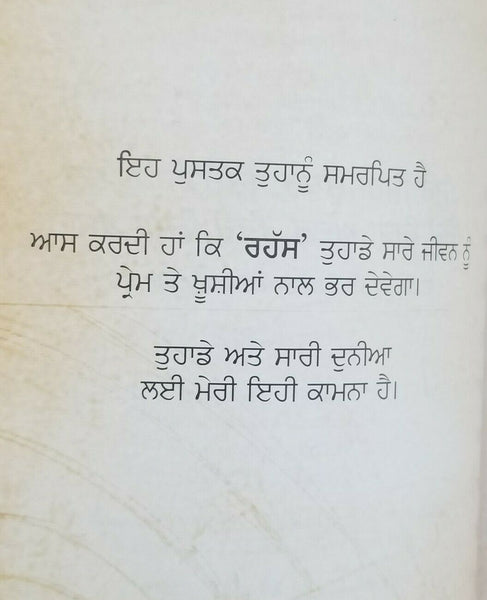 ਇਹ ਪੁਸਤਕ ਤੁਹਾਨੂੰ ਸਮਰਪਿਤ ਹੈ
ਆਸ ਕਰਦੀ ਹਾਂ ਕਿ ‘ਰਹੱਸ’ ਤੁਹਾਡੇ ਸਾਰੇ ਜੀਵਨ ਨੂੰ
ਪ੍ਰੇਮ ਤੇ ਖ਼ੂਸ਼ੀਆਂ ਨਾਲ ਭਰ ਦੇਵੇਗਾ।
ਤੁਹਾਡੇ ਅਤੇ ਸਾਰੀ ਦੁਨੀਆ
ਲਈ ਮੇਰੀ ਇਹੀ ਕਾਮਨਾ ਹੈ।